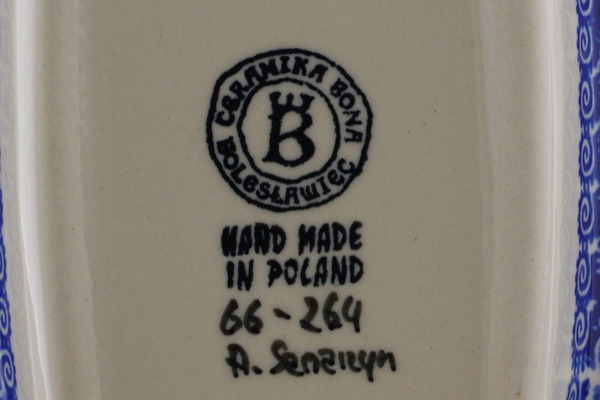 CERAMIKA BONA
BOLESŁAWIEC
B
HAND MADE
IN POLAND
66-264
A.